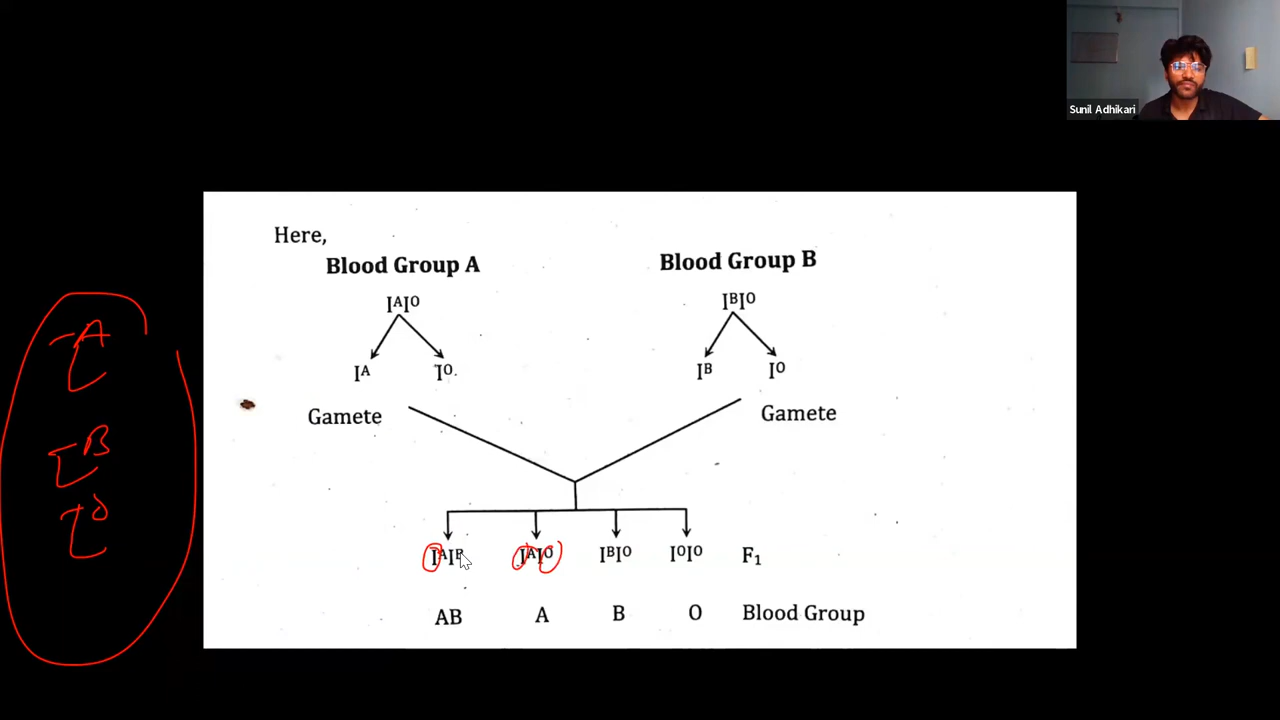 Sunil Adhikari
Here,
Blood Group A
Blood Group B
IᴬIᴼ
IᴮIᴼ
Iᴬ Iᴼ.
Iᴮ Iᴼ
Gamete
Gamete
Iᴬ
Iᴮ
Iᴼ
IᴬIᴮ IᴬIᴼ IᴮIᴼ IᴼIᴼ F₁
AB A B O Blood Group